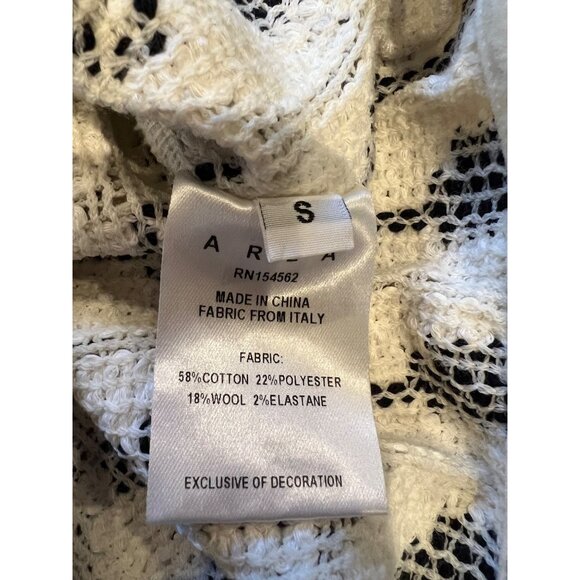 S
AREA
RN154562
MADE IN CHINA
FABRIC FROM ITALY
FABRIC:
58%COTTON 22%POLYESTER
18%WOOL 2%ELASTANE
EXCLUSIVE OF DECORATION